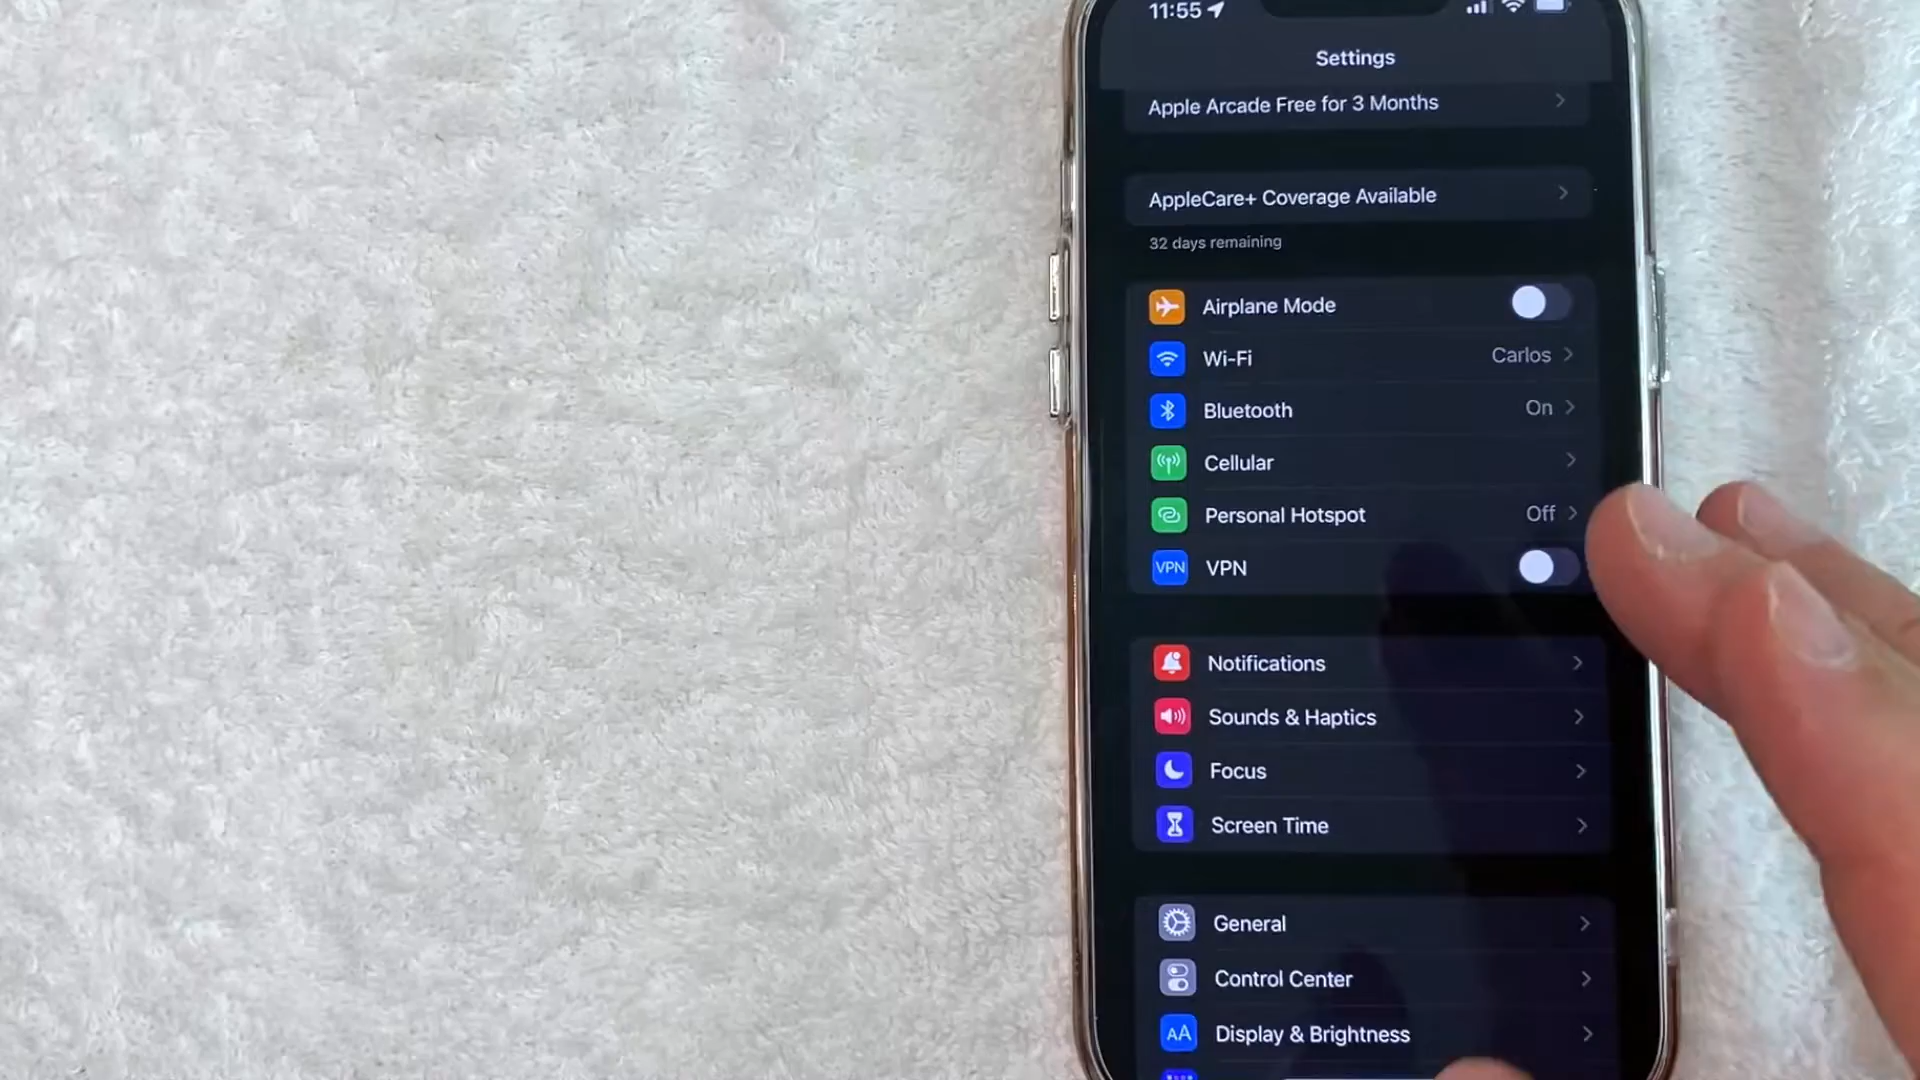 11:55
Settings
Apple Arcade Free for 3 Months
AppleCare+ Coverage Available
32 days remaining
Airplane Mode
Wi-Fi Carlos
Bluetooth On
Cellular
Personal Hotspot Off
VPN VPN
Notifications
Sounds & Haptics
Focus
Screen Time
General
Control Center
AA Display & Brightness